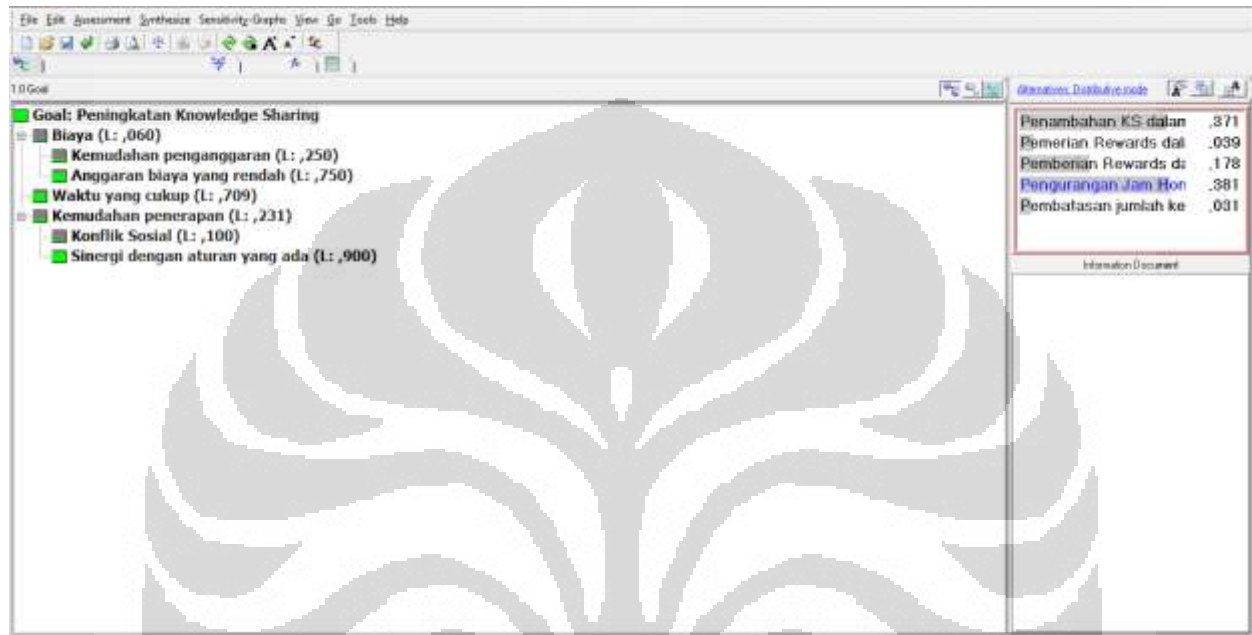 File Edit Assessment Synthesize Sensitivity-Graphs View Go Tools Help
1.0 Goal
Alternatives: Distributive mode
Goal: Peningkatan Knowledge Sharing
Biaya (L: ,060)
Kemudahan penganggaran (L: ,250)
Anggaran biaya yang rendah (L: ,750)
Waktu yang cukup (L: ,709)
Kemudahan penerapan (L: ,231)
Konflik Sosial (L: ,100)
Sinergi dengan aturan yang ada (L: ,900)
Penambahan KS dalam ,371
Pemerian Rewards dal ,039
Pemberian Rewards da ,178
Pengurangan Jam Hon ,381
Pembatasan jumlah ke ,031
Information Document